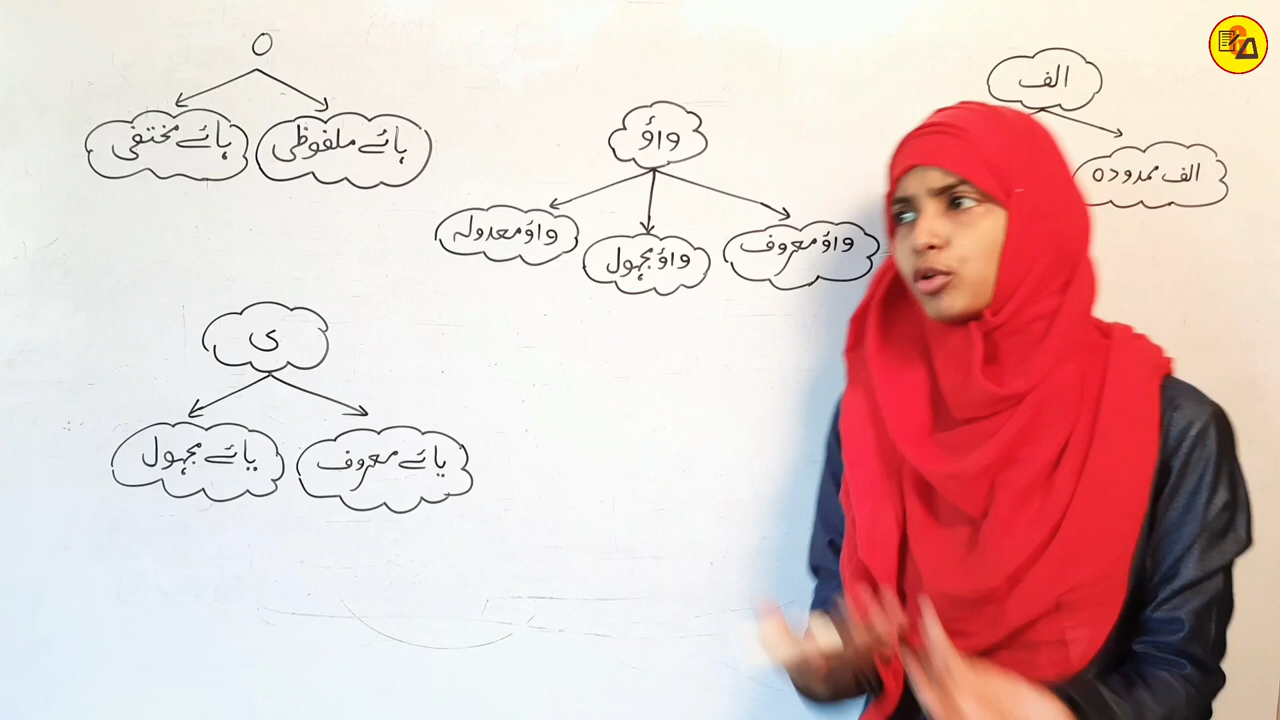 الف
الف ممدودہ
واؤ
واؤ معروف
واؤ مجہول
واؤ معدولہ
ہ
ہائے ملفوظی
ہائے مختفی
ی
یائے معروف
یائے مجہول